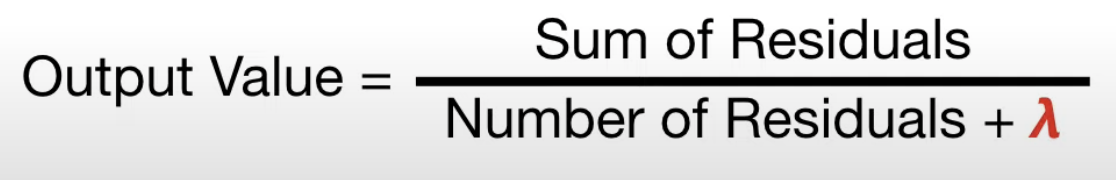 Sum of Residuals
Output Value =
Number of Residuals + λ